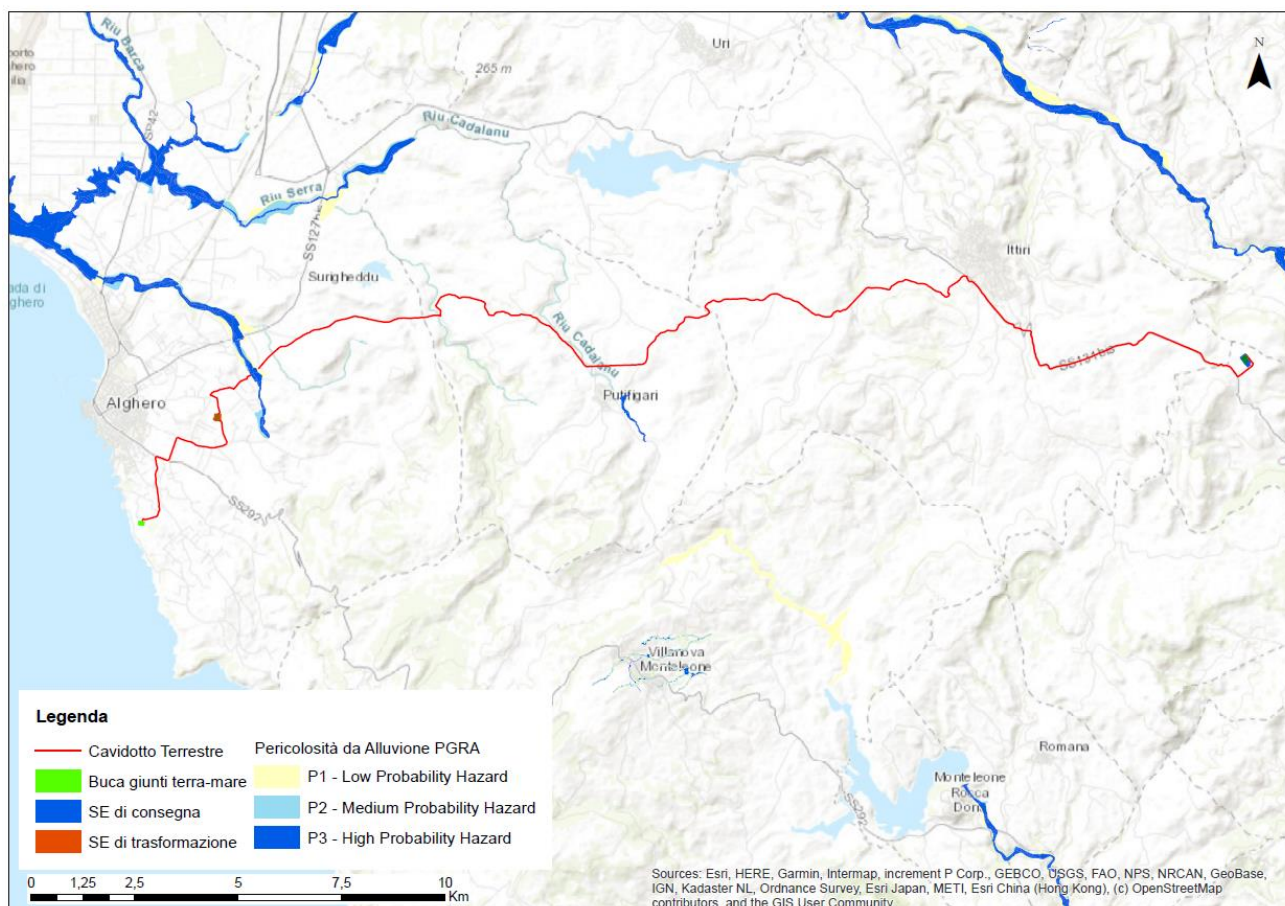 Riu Barca
Uri
N
265 m
SP42
Riu Cadalanu
Riu Serra
SS127bis
Ittiri
Surigheddu
ada di
ghero
Riu Cadalanu
SS131bis
Putifigari
Alghero
SS292
Villanova
Monteleone
Romana
Monteleone
Rocca
Doria
SS292
Legenda
Cavidotto Terrestre
Buca giunti terra-mare
SE di consegna
SE di trasformazione
Pericolosità da Alluvione PGRA
P1 - Low Probability Hazard
P2 - Medium Probability Hazard
P3 - High Probability Hazard
0 1,25 2,5 5 7,5 10
Km
Sources: Esri, HERE, Garmin, Intermap, increment P Corp., GEBCO, USGS, FAO, NPS, NRCAN, GeoBase,
IGN, Kadaster NL, Ordnance Survey, Esri Japan, METI, Esri China (Hong Kong), (c) OpenStreetMap
contributors, and the GIS User Community